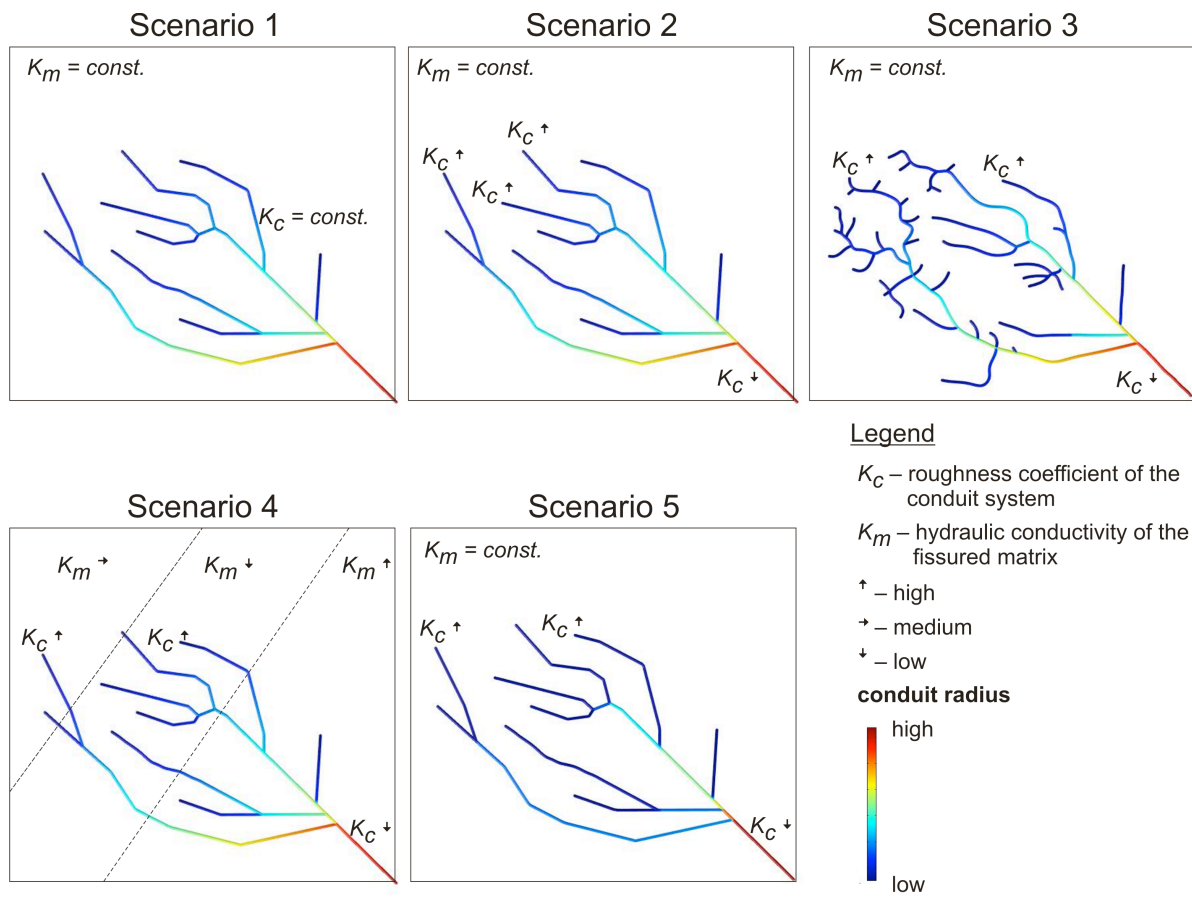 Scenario 1
Scenario 2
Scenario 3
Km = const.
Km = const.
Km = const.
Kc = const.
Kc ↑
Kc ↑
Kc ↑
Kc ↓
Kc ↑
Kc ↑
Kc ↓
Scenario 4
Scenario 5
Km →
Km ↓
Km ↑
Kc ↑
Kc ↑
Kc ↓
Km = const.
Kc ↑
Kc ↑
Kc ↓
Legend
Kc – roughness coefficient of the
conduit system
Km – hydraulic conductivity of the
fissured matrix
↑ – high
→ – medium
↓ – low
conduit radius
high
low